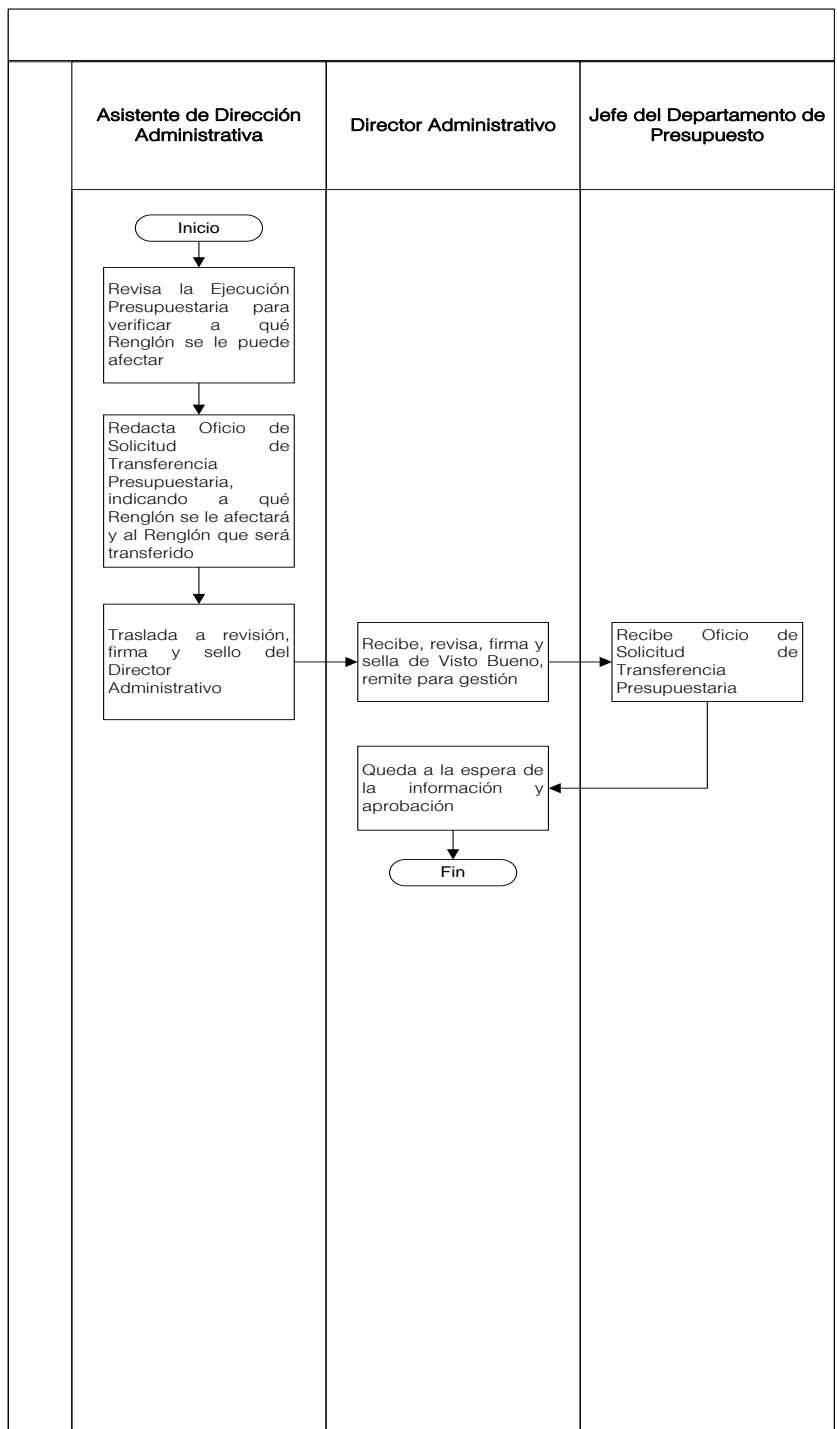 Asistente de Dirección
Administrativa
Director Administrativo
Jefe del Departamento de
Presupuesto
Inicio
Revisa la Ejecución
Presupuestaria para
verificar a qué
Renglón se le puede
afectar
Redacta Oficio de
Solicitud de
Transferencia
Presupuestaria,
indicando a qué
Renglón se le afectará
y al Renglón que será
transferido
Traslada a revisión,
firma y sello del
Director
Administrativo
Recibe, revisa, firma y
sella de Visto Bueno,
remite para gestión
Recibe Oficio de
Solicitud de
Transferencia
Presupuestaria
Queda a la espera de
la información y
aprobación
Fin